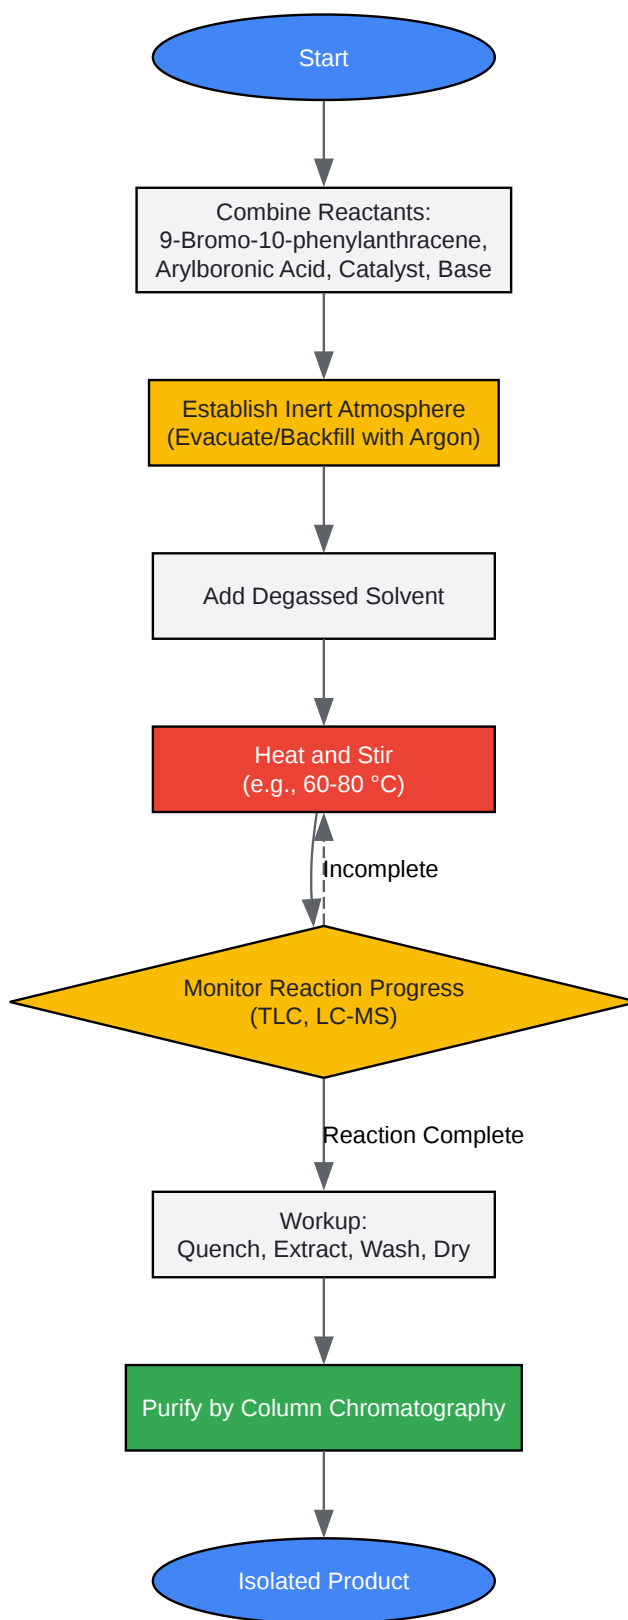 Start
Combine Reactants:
9-Bromo-10-phenylanthracene,
Arylboronic Acid, Catalyst, Base
Establish Inert Atmosphere
(Evacuate/Backfill with Argon)
Add Degassed Solvent
Heat and Stir
(e.g., 60-80 °C)
Incomplete
Monitor Reaction Progress
(TLC, LC-MS)
Reaction Complete
Workup:
Quench, Extract, Wash, Dry
Purify by Column Chromatography
Isolated Product